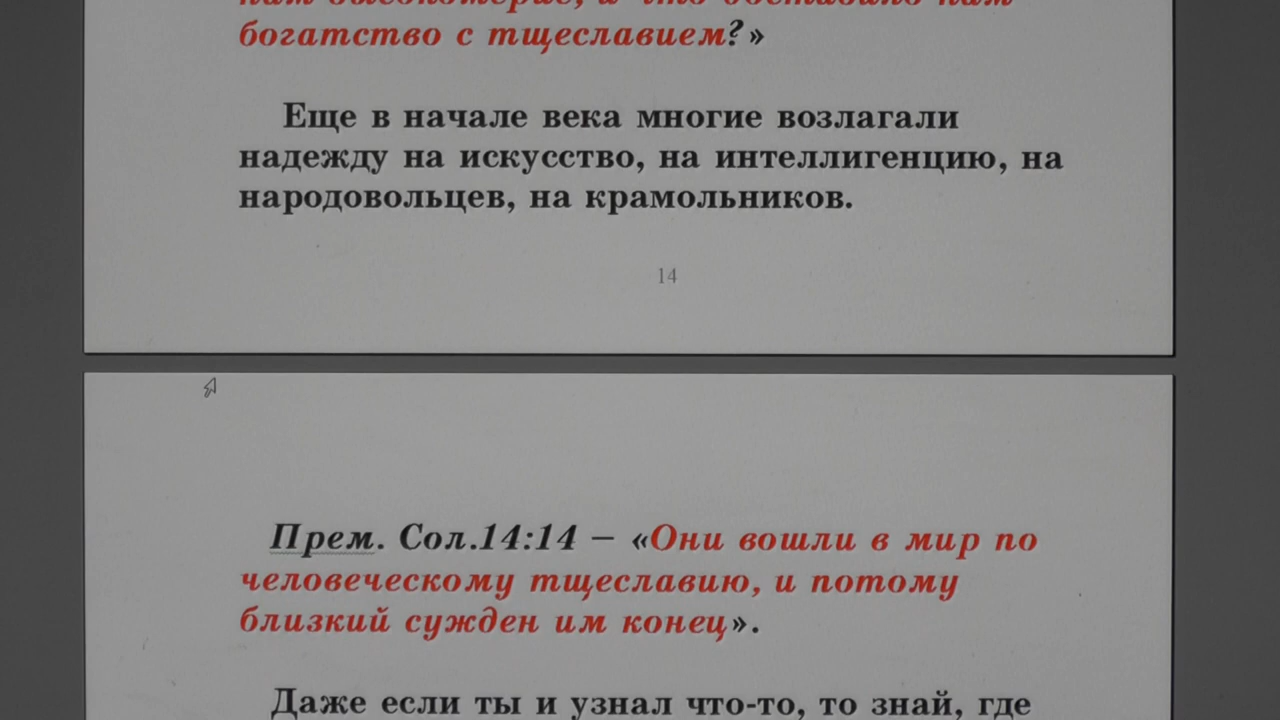 богатство с тщеславием?»
Еще в начале века многие возлагали
надежду на искусство, на интеллигенцию, на
народовольцев, на крамольников.
14
Прем. Сол.14:14 – «Они вошли в мир по
человеческому тщеславию, и потому
близкий сужден им конец».
Даже если ты и узнал что-то, то знай, где